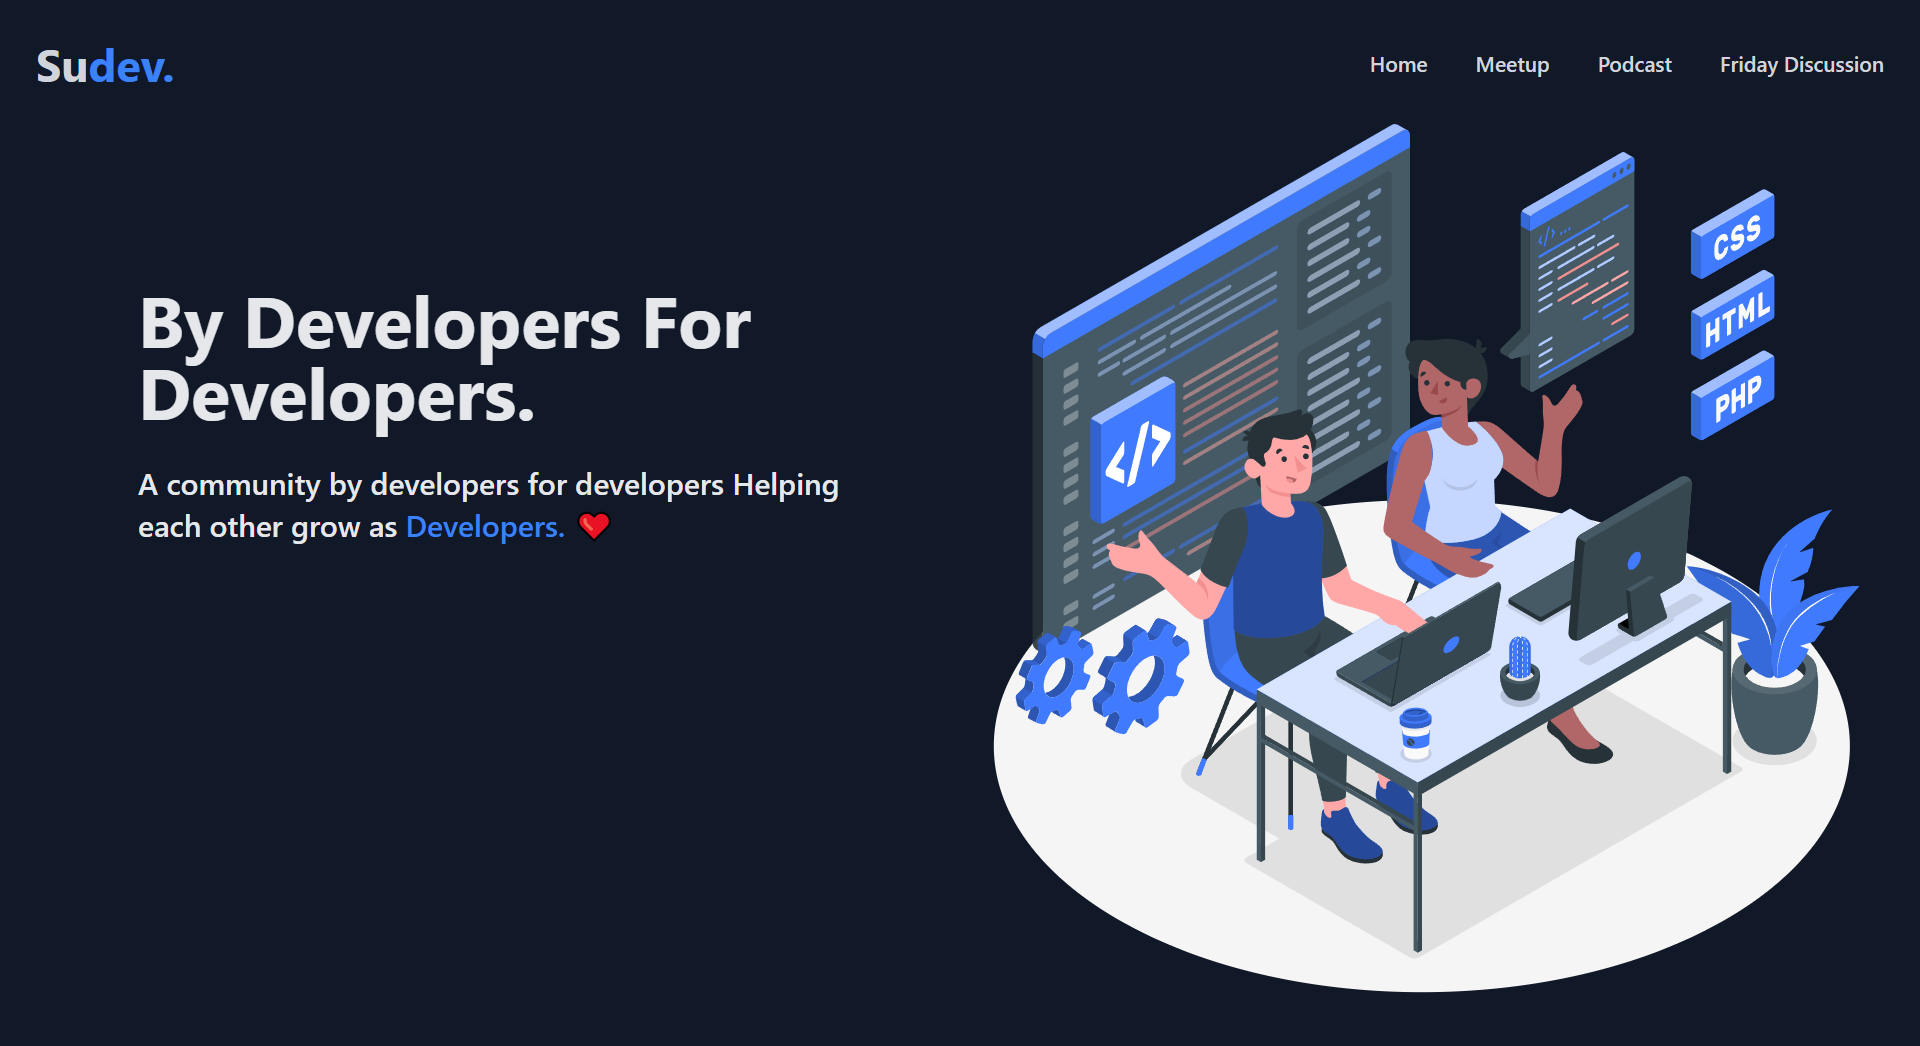 Sudev.
Home Meetup Podcast Friday Discussion
By Developers For
Developers.
A community by developers for developers Helping
each other grow as Developers. ❤️
</>
</> ...
CSS
HTML
PHP